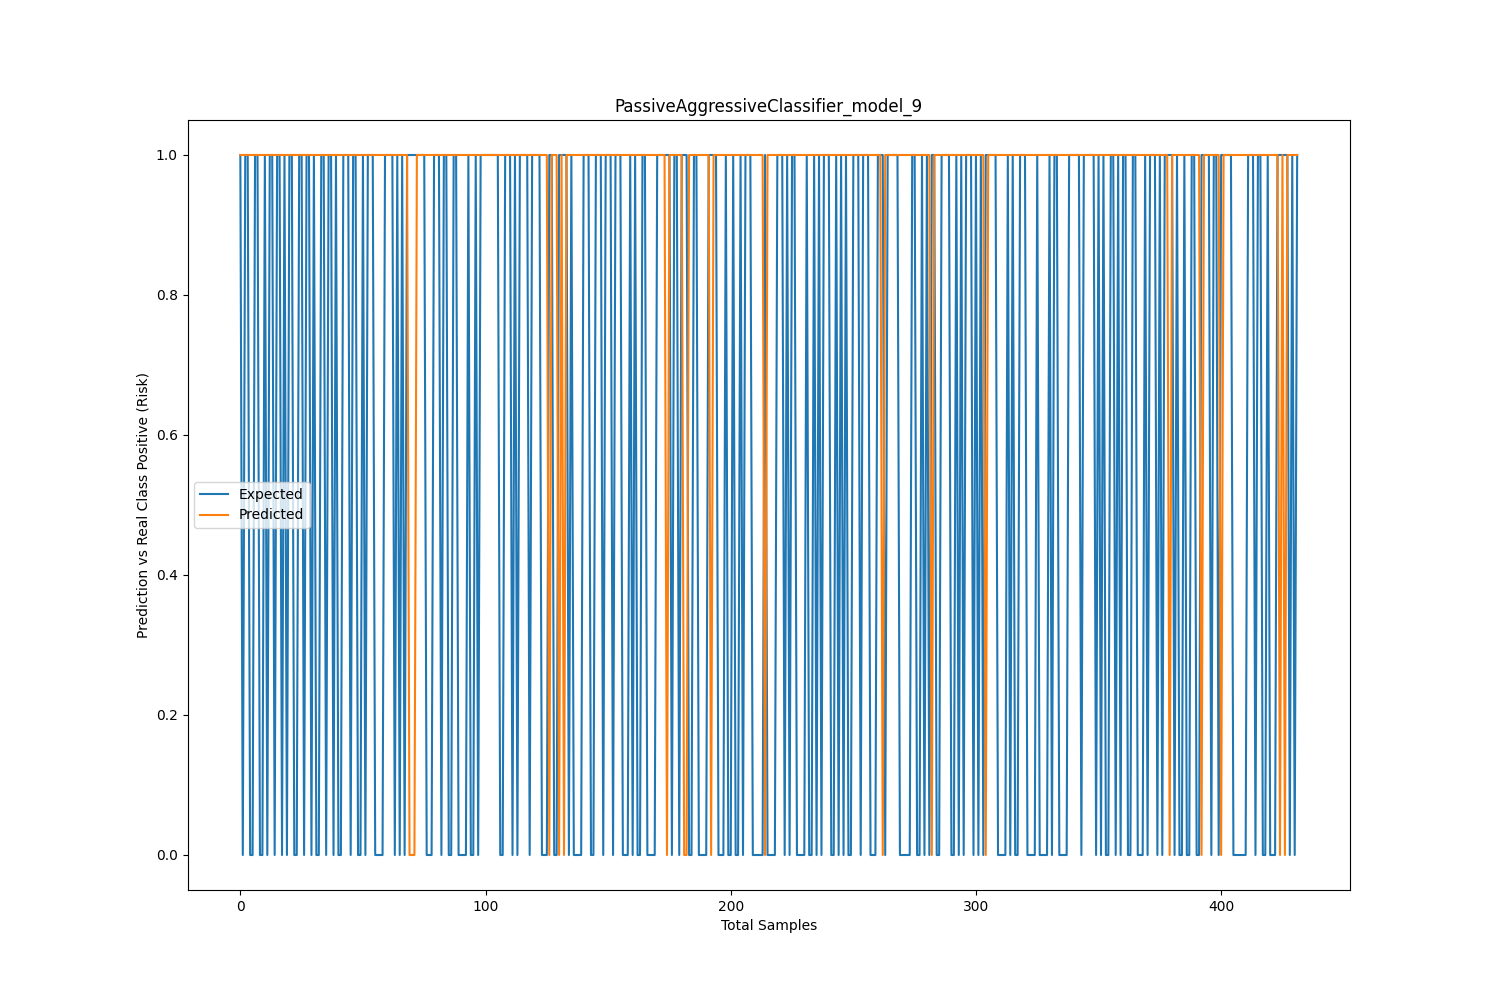 PassiveAggressiveClassifier_model_9
Prediction vs Real Class Positive (Risk)
1.0
0.8
0.6
0.4
0.2
0.0
Expected
Predicted
0 100 200 300 400
Total Samples